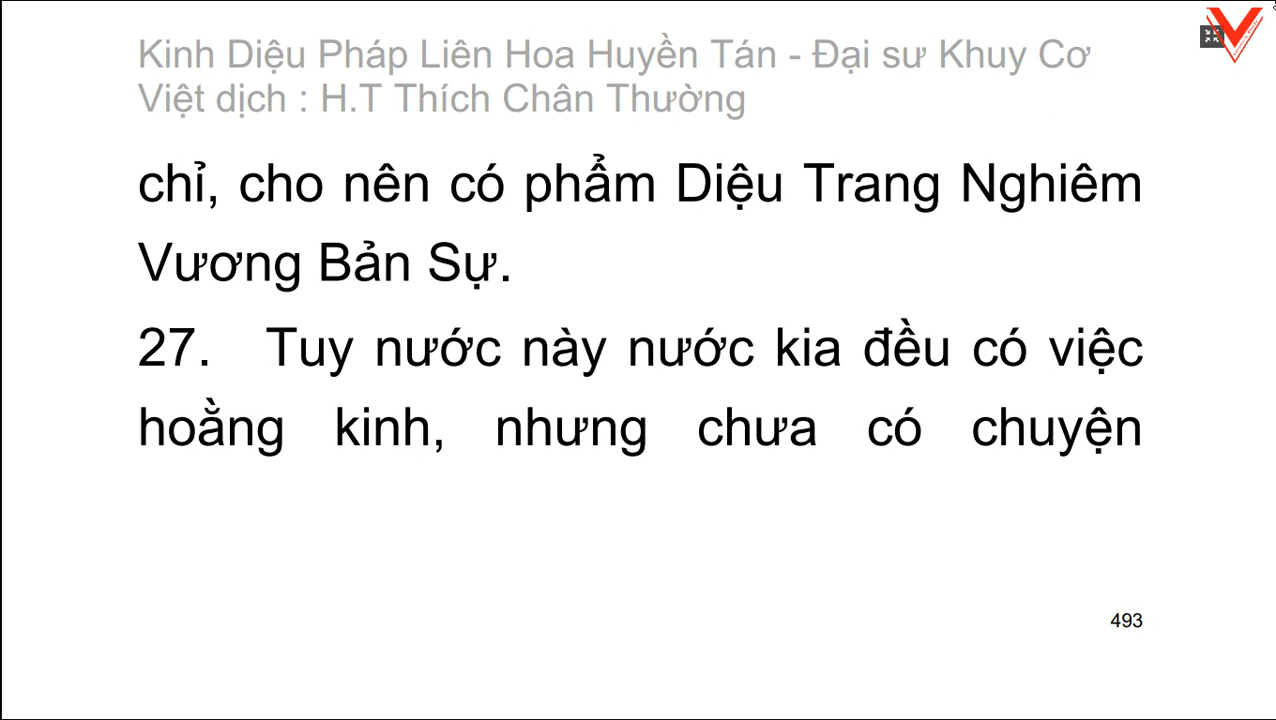 Kinh Diệu Pháp Liên Hoa Huyền Tán - Đại sư Khuy Cơ
Việt dịch : H.T Thích Chân Thường
chỉ, cho nên có phẩm Diệu Trang Nghiêm
Vương Bản Sự.
27. Tuy nước này nước kia đều có việc
hoằng kinh, nhưng chưa có chuyện
493